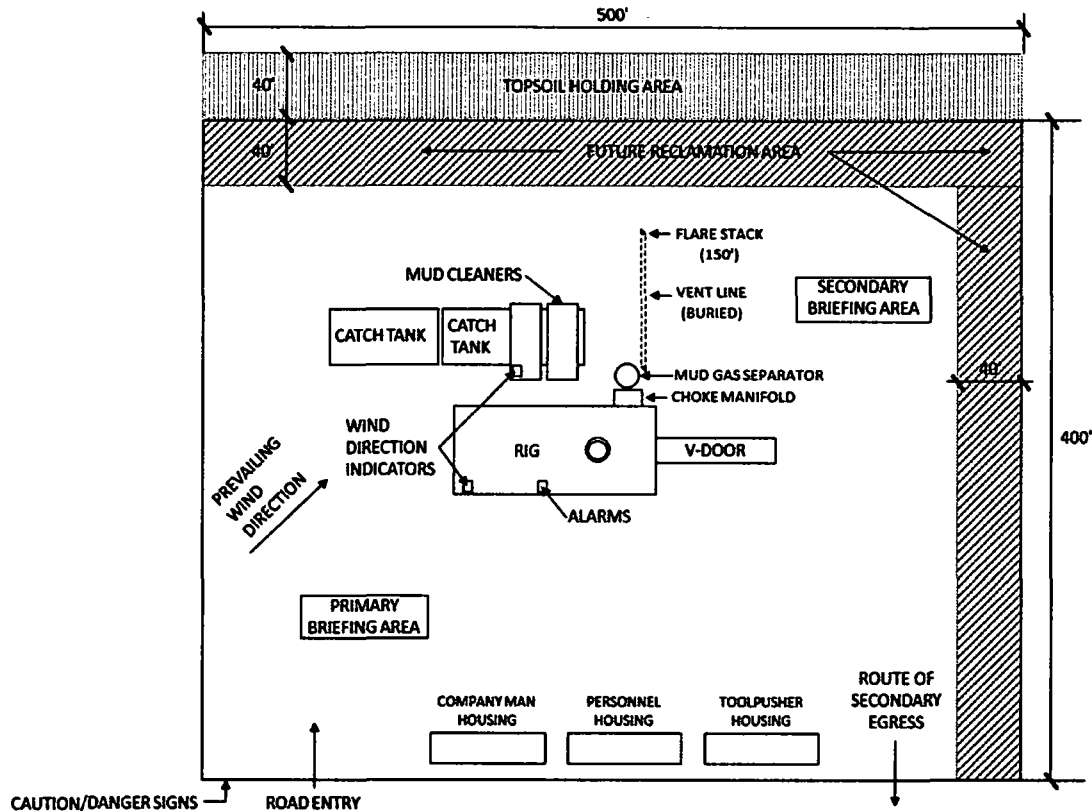 500'
40'
TOPSOIL HOLDING AREA
40'
FUTURE RECLAMATION AREA
FLARE STACK
(150')
MUD CLEANERS
VENT LINE
(BURIED)
SECONDARY
BRIEFING AREA
CATCH TANK
CATCH
TANK
MUD GAS SEPARATOR
40'
CHOKE MANIFOLD
WIND
DIRECTION
INDICATORS
RIG
V-DOOR
400'
PREVAILING
WIND
DIRECTION
ALARMS
PRIMARY
BRIEFING AREA
COMPANY MAN
HOUSING
PERSONNEL
HOUSING
TOOLPUSHER
HOUSING
ROUTE OF
SECONDARY
EGRESS
CAUTION/DANGER SIGNS
ROAD ENTRY